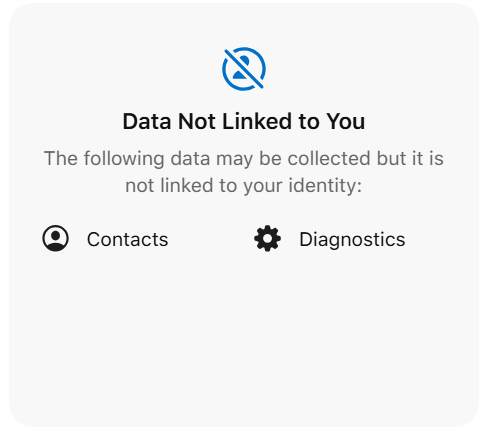 Data Not Linked to You
The following data may be collected but it is
not linked to your identity:
Contacts
Diagnostics